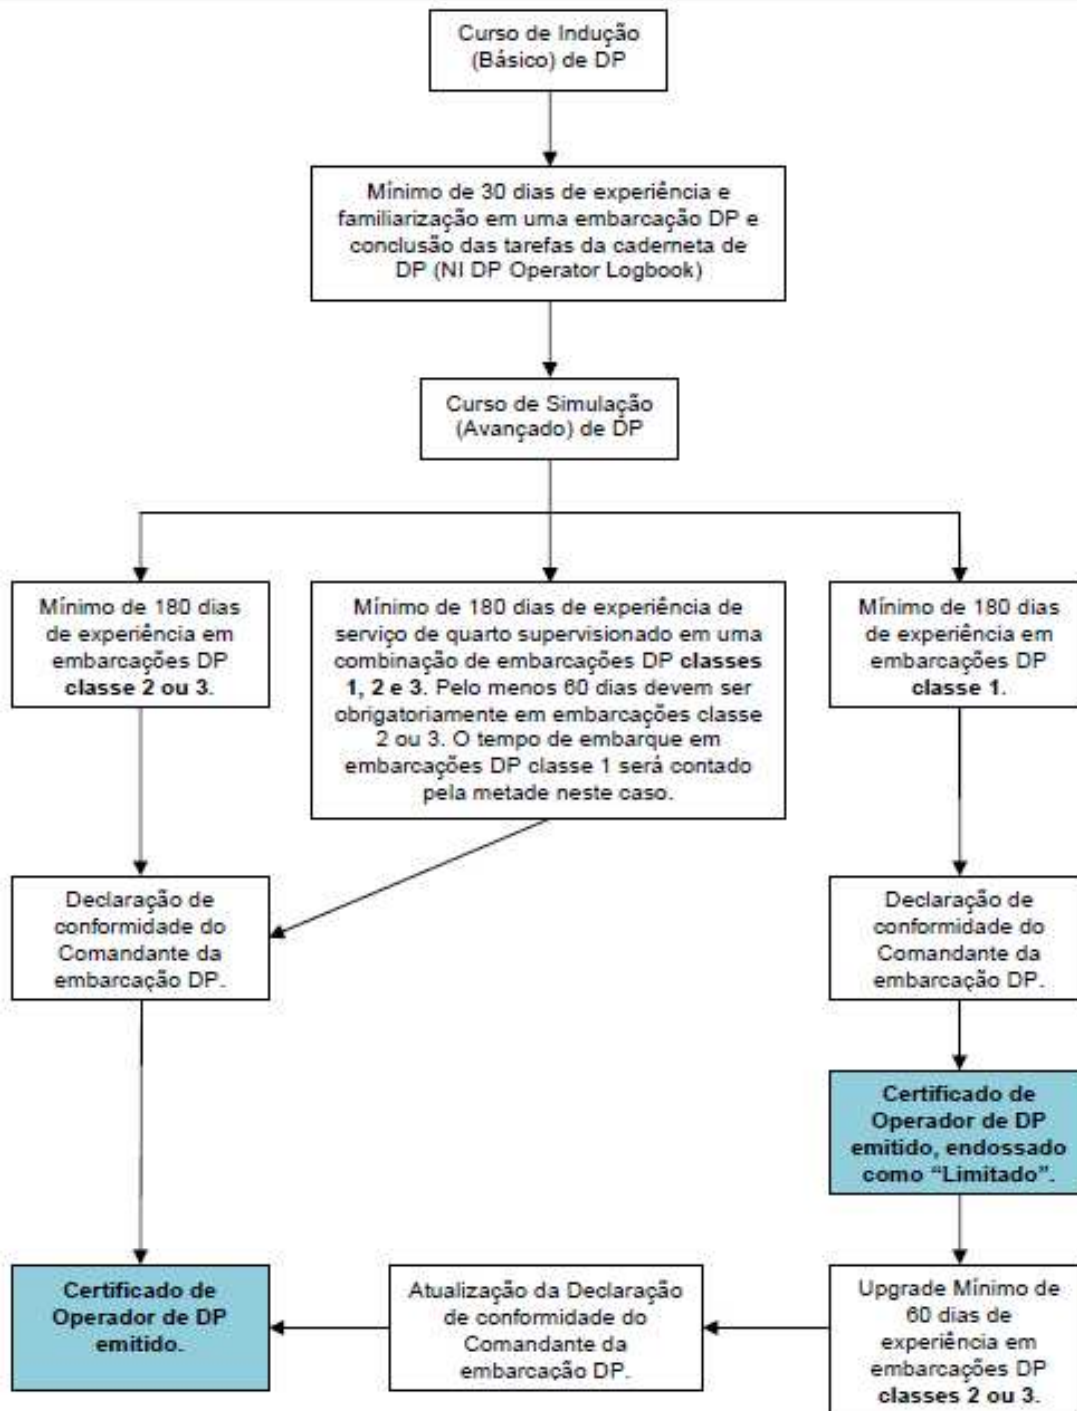 Curso de Indução
(Básico) de DP
Mínimo de 30 dias de experiência e
familiarização em uma embarcação DP e
conclusão das tarefas da caderneta de
DP (NI DP Operator Logbook)
Curso de Simulação
(Avançado) de DP
Mínimo de 180 dias
de experiência em
embarcações DP
classe 2 ou 3.
Mínimo de 180 dias de experiência de
serviço de quarto supervisionado em uma
combinação de embarcações DP classes
1, 2 e 3. Pelo menos 60 dias devem ser
obrigatoriamente em embarcações classe
2 ou 3. O tempo de embarque em
embarcações DP classe 1 será contado
pela metade neste caso.
Mínimo de 180 dias
de experiência em
embarcações DP
classe 1.
Declaração de
conformidade do
Comandante da
embarcação DP.
Declaração de
conformidade do
Comandante da
embarcação DP.
Certificado de
Operador de DP
emitido, endossado
como “Limitado”.
Certificado de
Operador de DP
emitido.
Atualização da Declaração
de conformidade do
Comandante da
embarcação DP.
Upgrade Mínimo de
60 dias de
experiência em
embarcações DP
classes 2 ou 3.